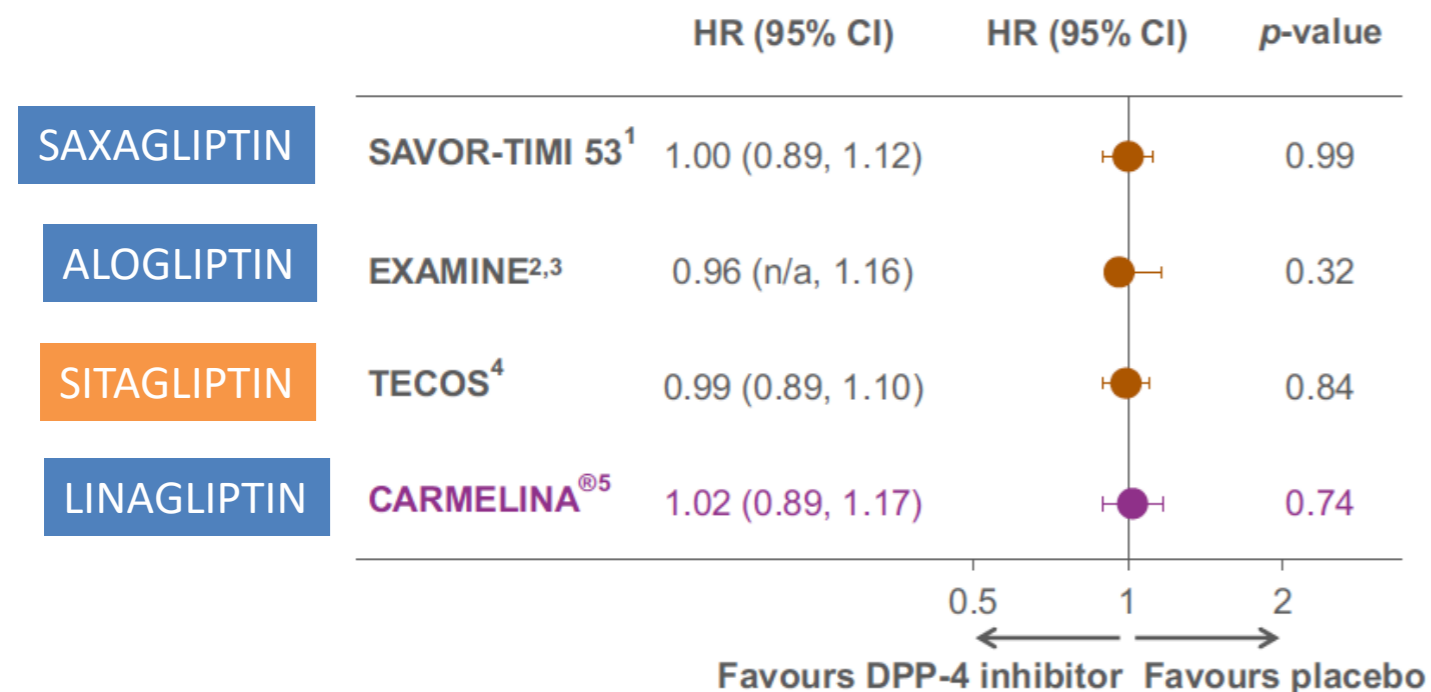 HR (95% CI) HR (95% CI) p-value
SAXAGLIPTIN SAVOR-TIMI 53¹ 1.00 (0.89, 1.12) 0.99
ALOGLIPTIN EXAMINE²,³ 0.96 (n/a, 1.16) 0.32
SITAGLIPTIN TECOS⁴ 0.99 (0.89, 1.10) 0.84
LINAGLIPTIN CARMELINA®⁵ 1.02 (0.89, 1.17) 0.74
0.5 1 2
Favours DPP-4 inhibitor Favours placebo